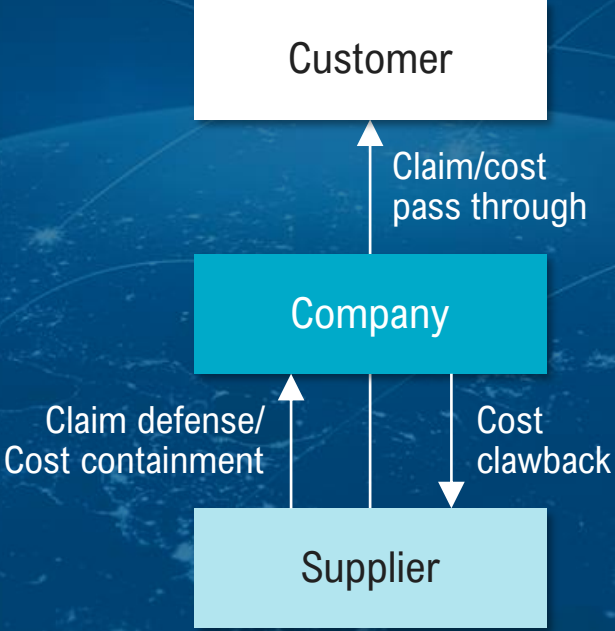 Customer
Claim/cost
pass through
Company
Claim defense/
Cost containment
Cost
clawback
Supplier